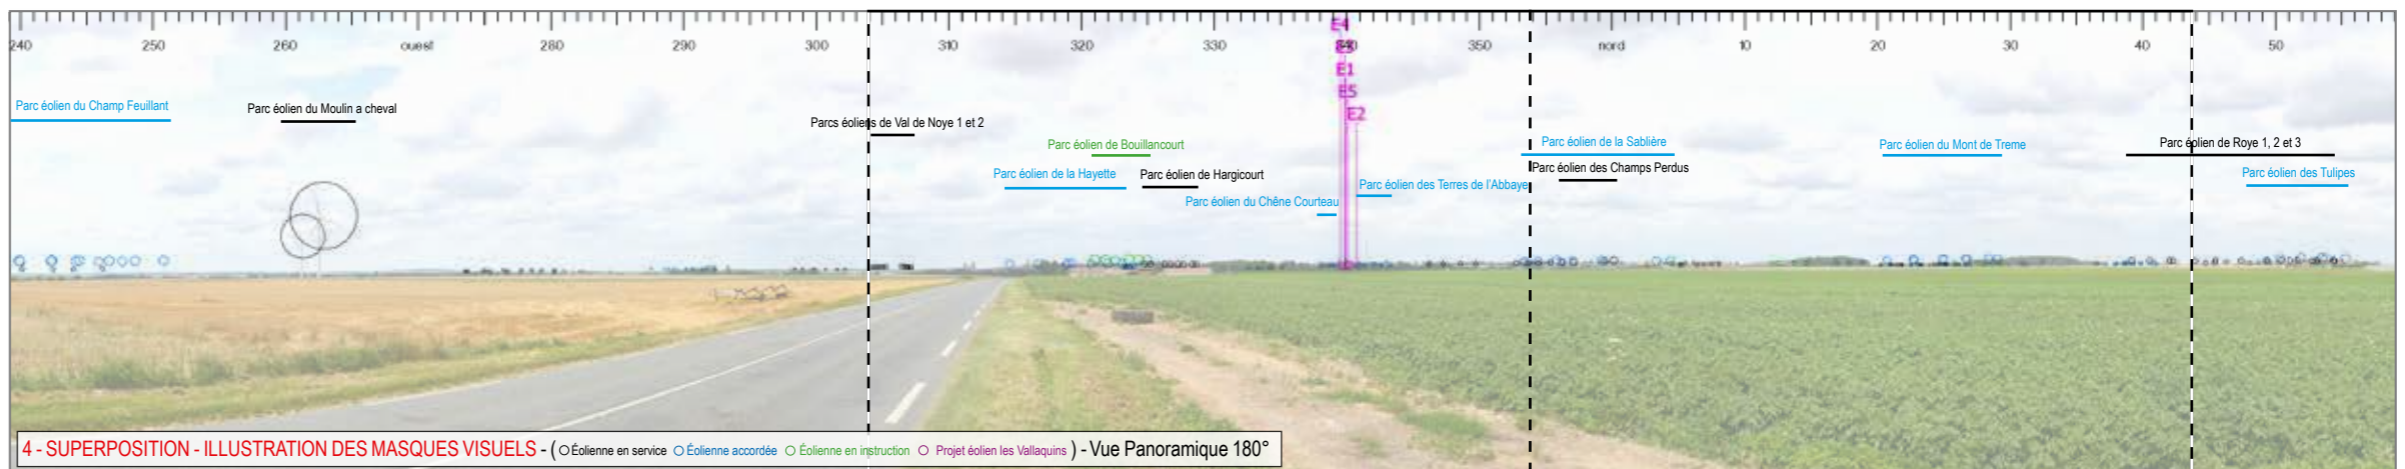 240 250 260 ouest 280 290 300 310 320 330 340 350 nord 10 20 30 40 50
E4
E1
E5
E2
Parc éolien du Champ Feuillant
Parc éolien du Moulin a cheval
Parcs éoliens de Val de Noye 1 et 2
Parc éolien de Bouillancourt
Parc éolien de la Hayette
Parc éolien de Hargicourt
Parc éolien du Chêne Courteau
Parc éolien des Terres de l'Abbaye
Parc éolien de la Sablière
Parc éolien des Champs Perdus
Parc éolien du Mont de Treme
Parc éolien de Roye 1, 2 et 3
Parc éolien des Tulipes
4 - SUPERPOSITION - ILLUSTRATION DES MASQUES VISUELS - ( Éolienne en service Éolienne accordée Éolienne en instruction Projet éolien les Vallaquins ) - Vue Panoramique 180°